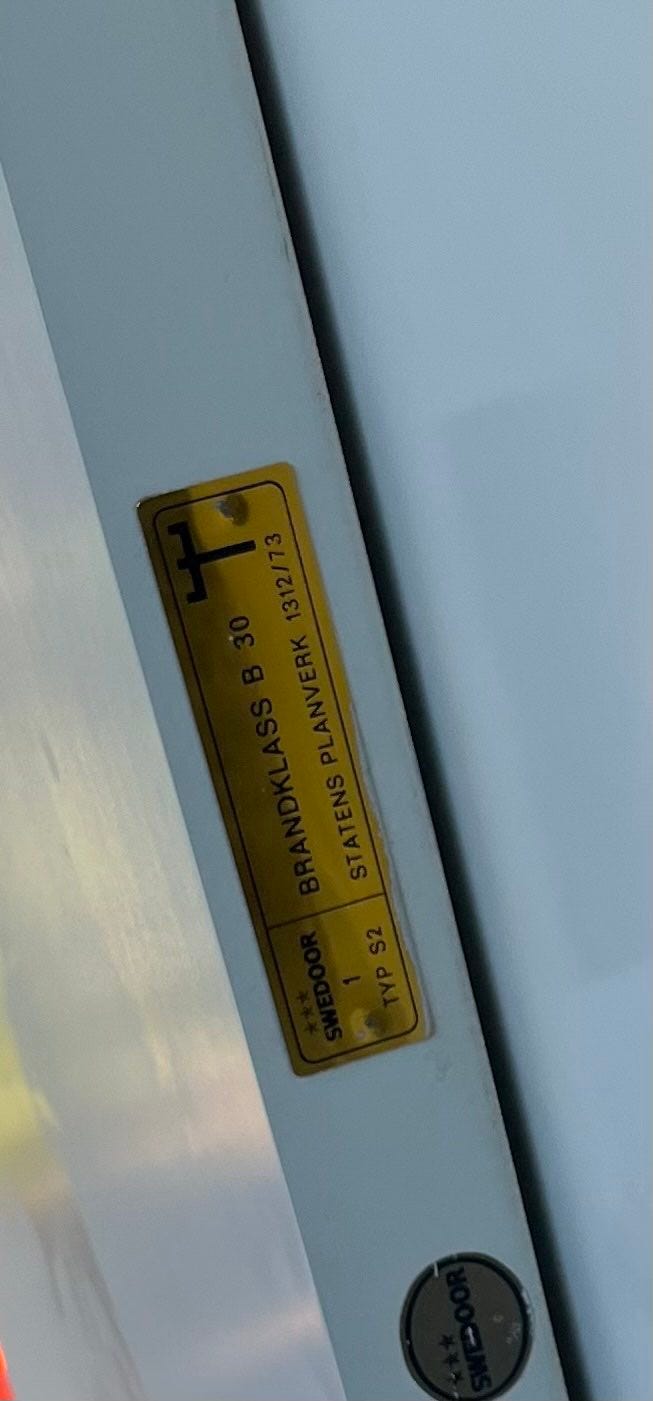 ★★★
SWEDOOR
1
TYP S2
BRANDKLASS B 30
STATENS PLANVERK 1312/73
★★★
SWEDOOR